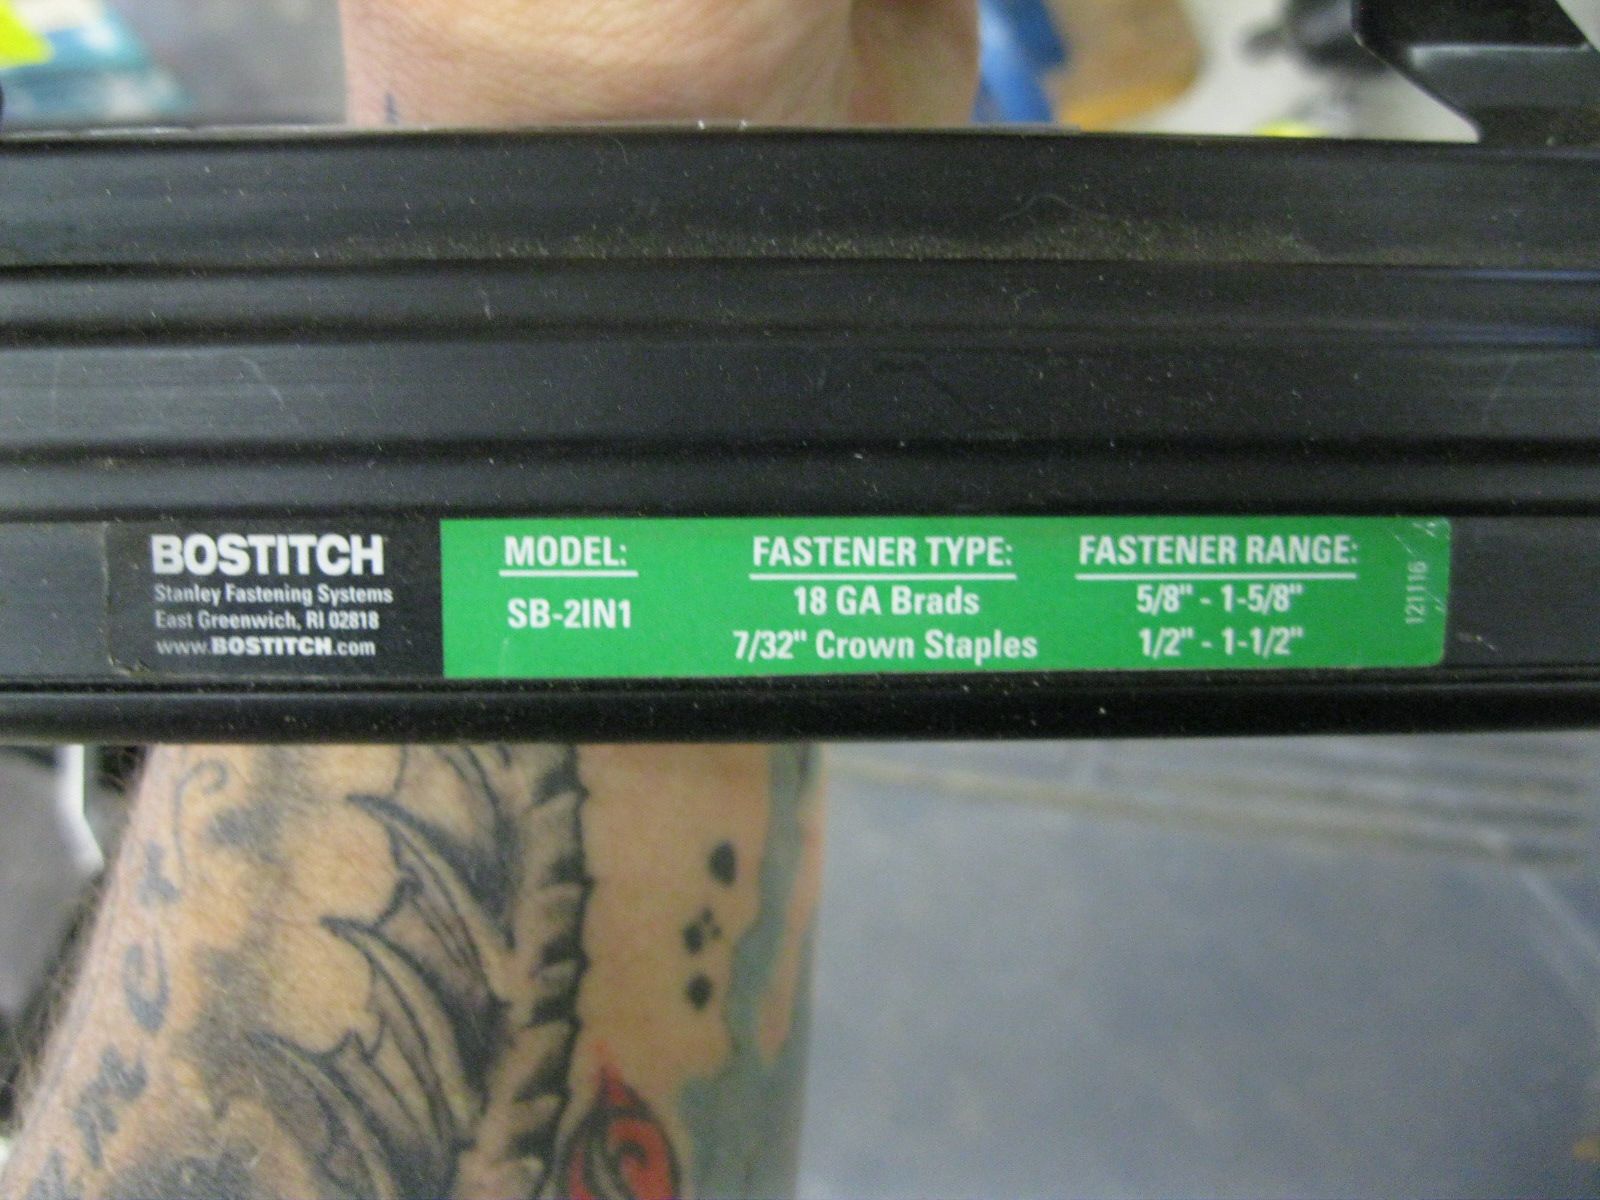 BOSTITCH
Stanley Fastening Systems
East Greenwich, RI 02818
www.BOSTITCH.com
MODEL:
SB-2IN1
FASTENER TYPE:
18 GA Brads
7/32" Crown Staples
FASTENER RANGE:
5/8" - 1-5/8"
1/2" - 1-1/2"
121116